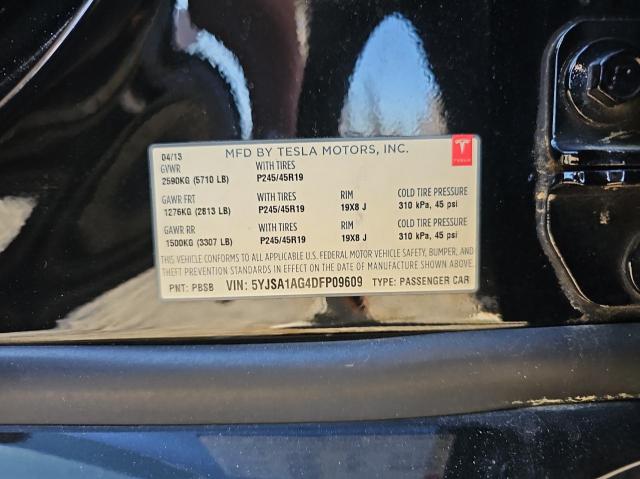 04/13 MFD BY TESLA MOTORS, INC.
GVWR WITH TIRES
2590KG (5710 LB) P245/45R19
TESLA
GAWR FRT WITH TIRES RIM COLD TIRE PRESSURE
1276KG (2813 LB) P245/45R19 19X8 J 310 kPa, 45 psi
GAWR RR WITH TIRES RIM COLD TIRE PRESSURE
1500KG (3307 LB) P245/45R19 19X8 J 310 kPa, 45 psi
THIS VEHICLE CONFORMS TO ALL APPLICABLE U.S. FEDERAL MOTOR VEHICLE SAFETY, BUMPER, AND
THEFT PREVENTION STANDARDS IN EFFECT ON THE DATE OF MANUFACTURE SHOWN ABOVE.
PNT: PBSB VIN: 5YJSA1AG4DFP09609 TYPE: PASSENGER CAR